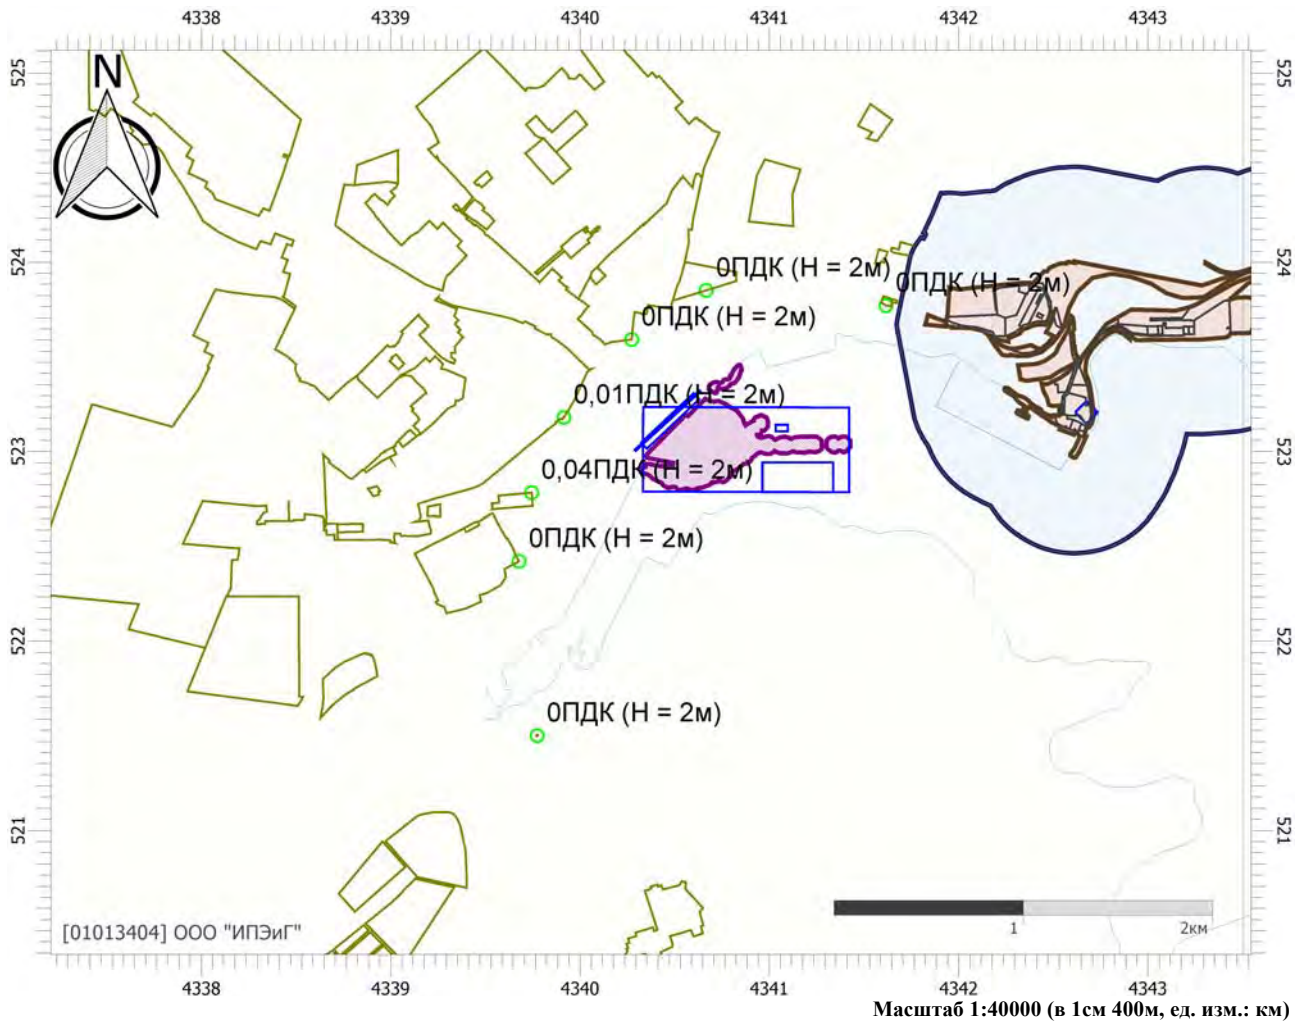 4338 4339 4340 4341 4342 4343
525 525
N
524 524
0ПДК (Н = 2м)
0ПДК (Н = 2м)
0ПДК (Н = 2м)
0,01ПДК (Н = 2м)
523 523
0,04ПДК (Н = 2м)
0ПДК (Н = 2м)
522 522
0ПДК (Н = 2м)
521 521
[01013404] ООО "ИПЭиГ"
1 2км
4338 4339 4340 4341 4342 4343
Масштаб 1:40000 (в 1см 400м, ед. изм.: км)